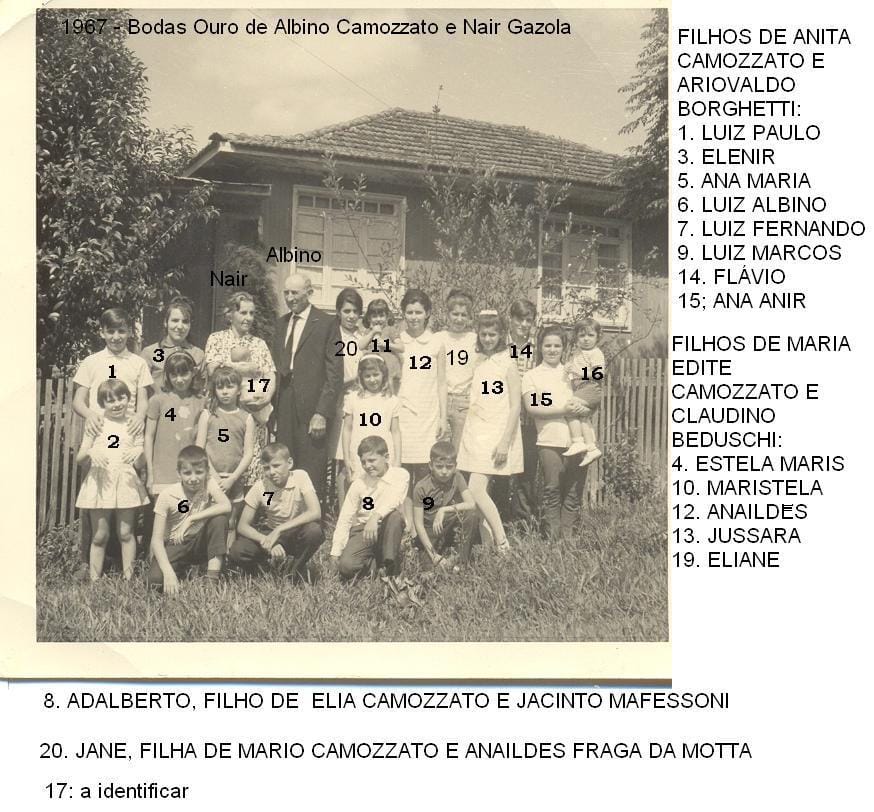 1967 - Bodas Ouro de Albino Camozzato e Nair Gazola
FILHOS DE ANITA
CAMOZZATO E
ARIOVALDO
BORGHETTI:
1. LUIZ PAULO
3. ELENIR
5. ANA MARIA
6. LUIZ ALBINO
7. LUIZ FERNANDO
9. LUIZ MARCOS
14. FLÁVIO
15; ANA ANIR
FILHOS DE MARIA
EDITE
CAMOZZATO E
CLAUDINO
BEDUSCHI:
4. ESTELA MARIS
10. MARISTELA
12. ANAILDES
13. JUSSARA
19. ELIANE
Albino
Nair
3
20
11
12
19
14
1
17
13
16
4
15
10
2
5
6
7
8
9
8. ADALBERTO, FILHO DE ELIA CAMOZZATO E JACINTO MAFESSONI
20. JANE, FILHA DE MARIO CAMOZZATO E ANAILDES FRAGA DA MOTTA
17: a identificar